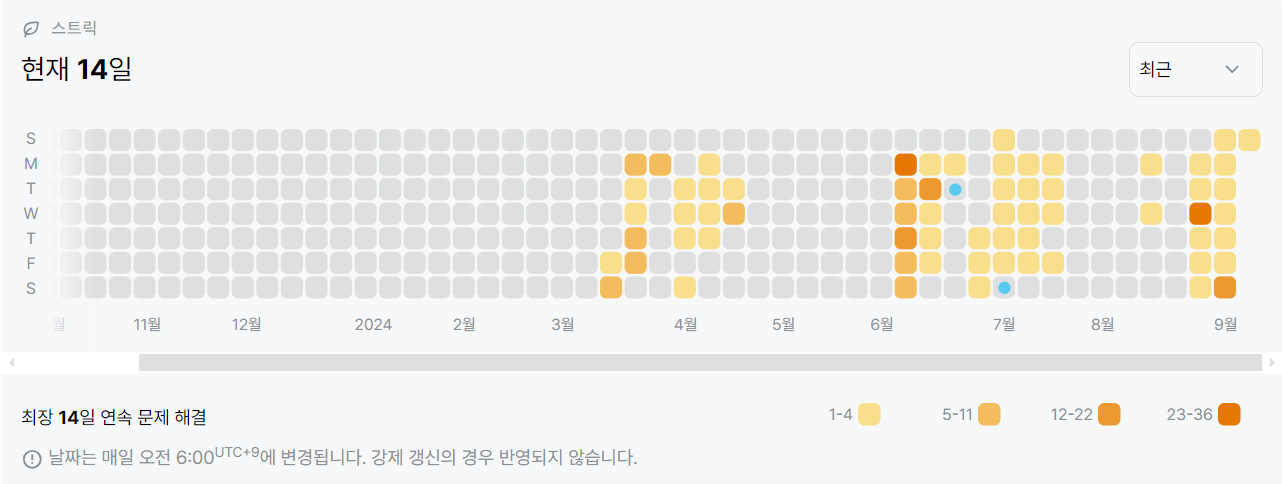 스트릭
현재 14일
최근
S
M
T
W
T
F
S
월 11월 12월 2024 2월 3월 4월 5월 6월 7월 8월 9월
최장 14일 연속 문제 해결
1-4 5-11 12-22 23-36
날짜는 매일 오전 6:00UTC+9에 변경됩니다. 강제 갱신의 경우 반영되지 않습니다.